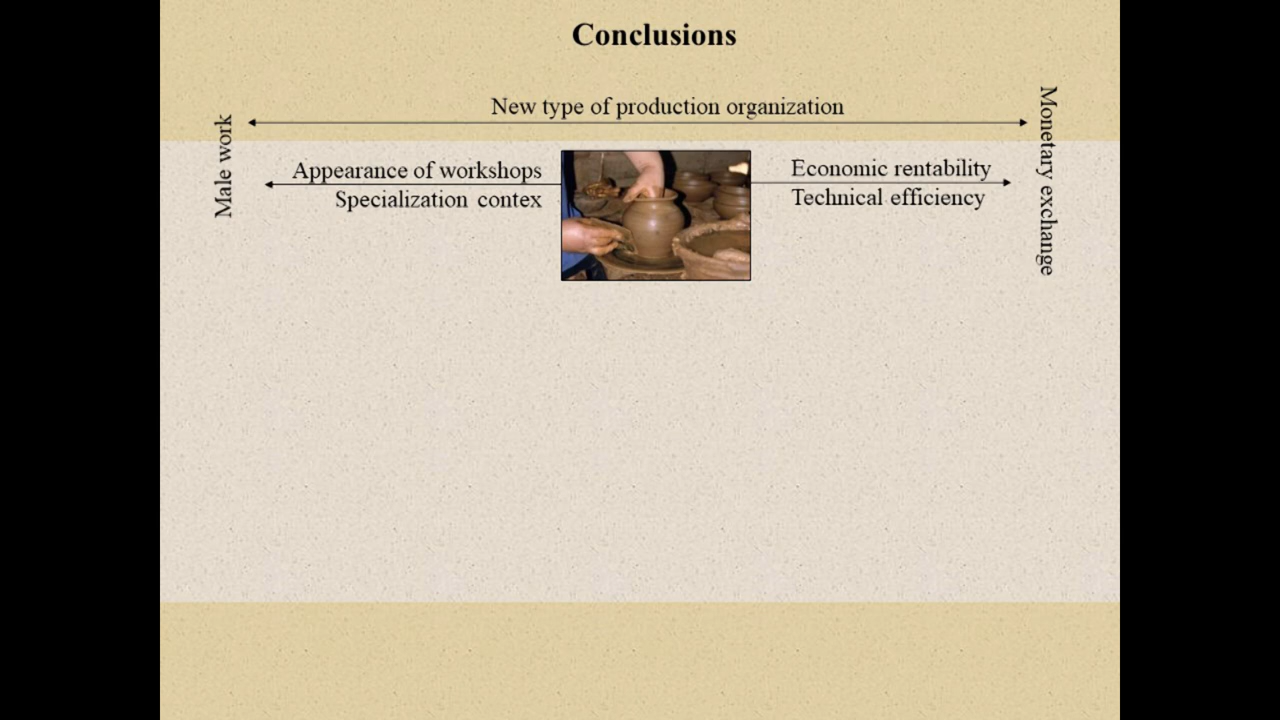 Conclusions
New type of production organization
Male work
Appearance of workshops
Specialization contex
Economic rentability
Technical efficiency
Monetary exchange